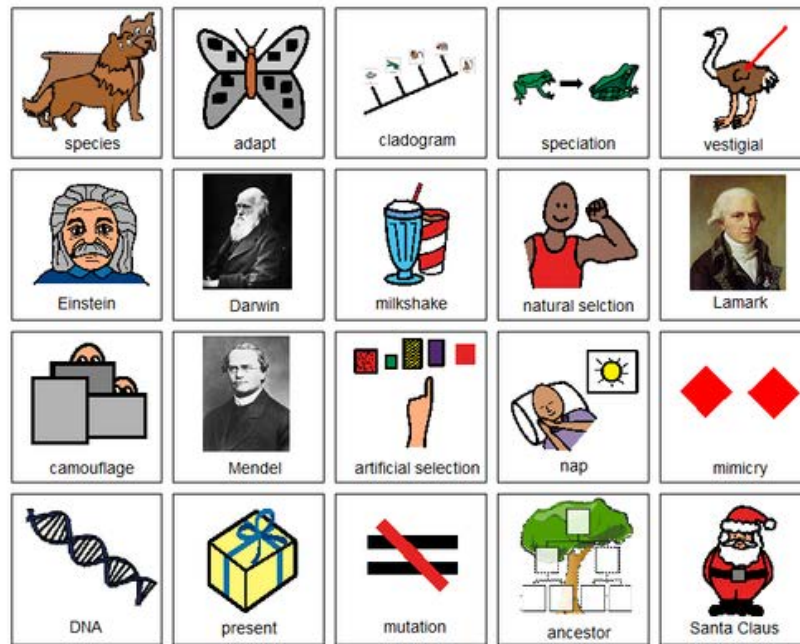 species
adapt
cladogram
speciation
vestigial
Einstein
Darwin
milkshake
natural selction
Lamark
camouflage
Mendel
artificial selection
nap
mimicry
DNA
present
mutation
ancestor
Santa Claus